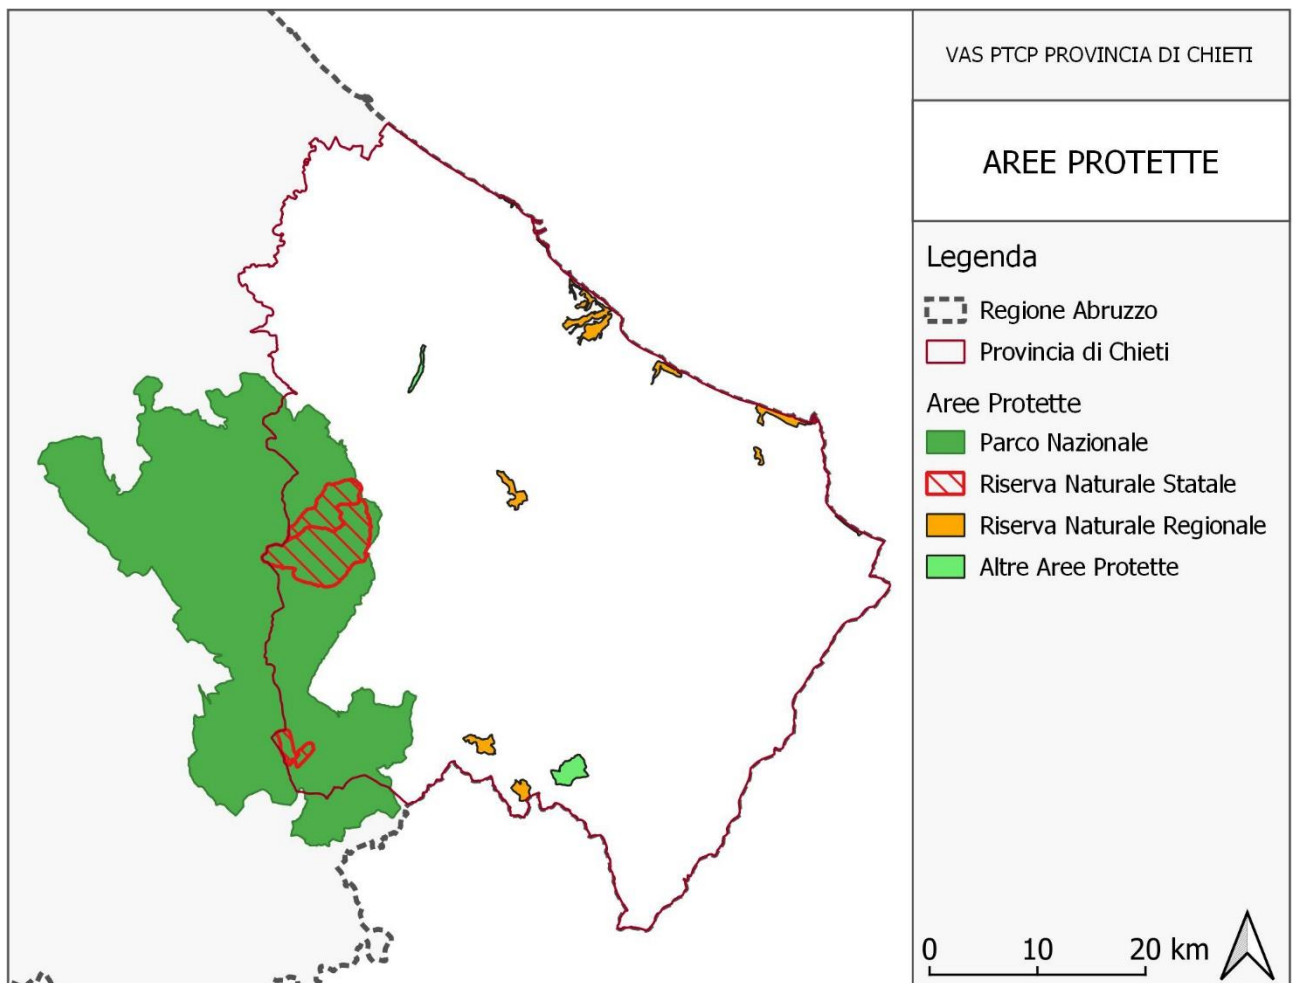 VAS PTCP PROVINCIA DI CHIETI
AREE PROTETTE
Legenda
Regione Abruzzo
Provincia di Chieti
Aree Protette
Parco Nazionale
Riserva Naturale Statale
Riserva Naturale Regionale
Altre Aree Protette
0 10 20 km